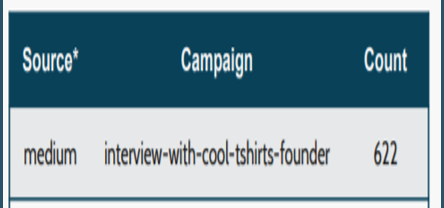 Source* Campaign Count
medium interview-with-cool-tshirts-founder 622